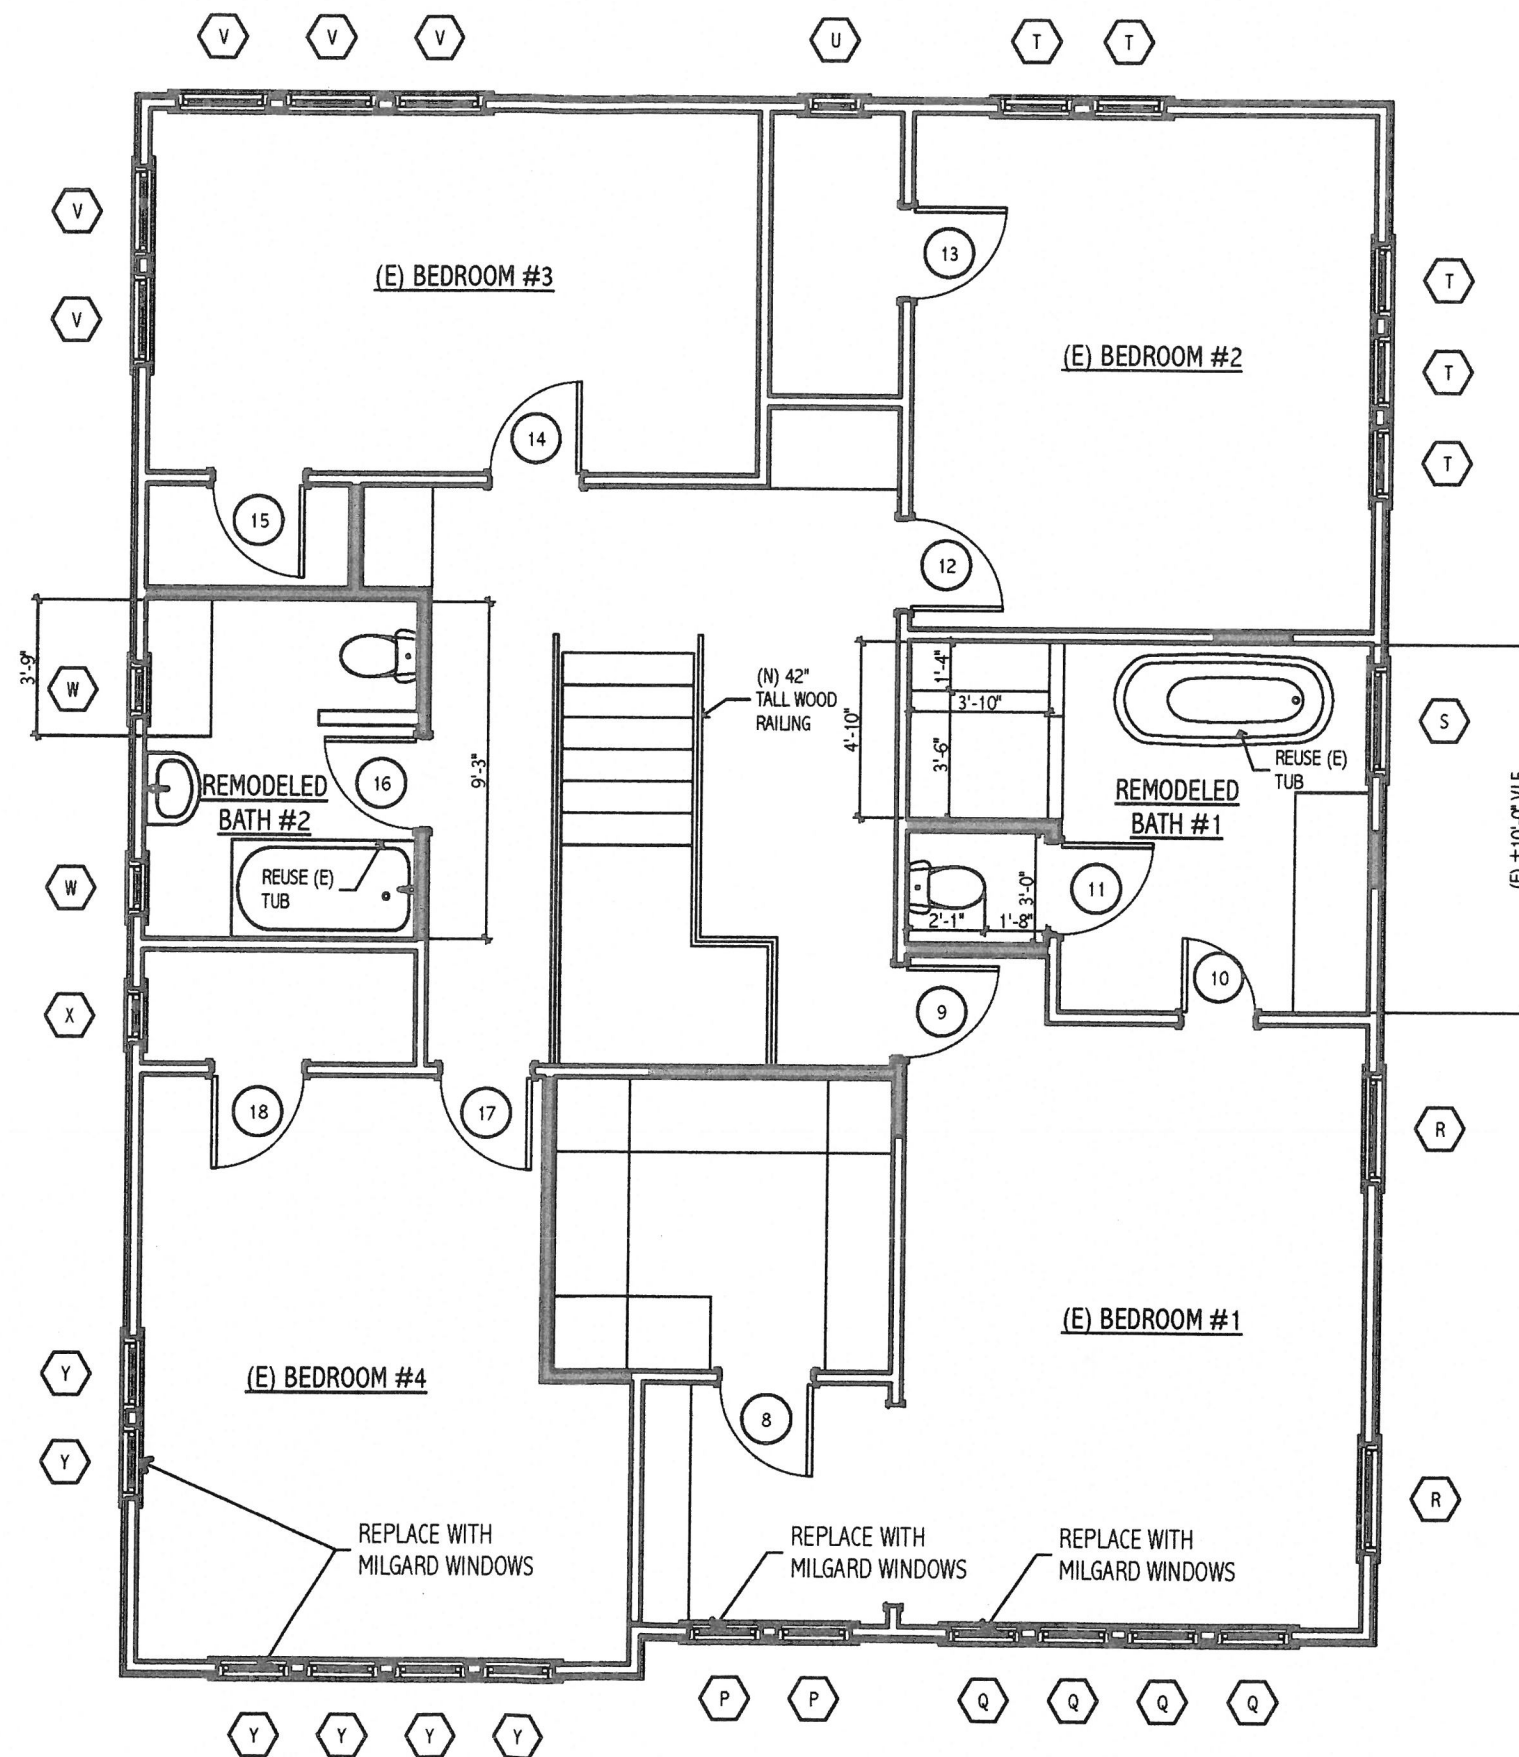 V
V
V
U
T
T
V
V
(E) BEDROOM #3
13
(E) BEDROOM #2
T
T
T
14
15
12
3'-9"
W
9'-3"
(N) 42"
TALL WOOD
RAILING
4'-10"
1'-4"
3'-10"
3'-6"
REUSE (E)
TUB
S
16
REMODELED
BATH #2
REMODELED
BATH #1
REUSE (E)
TUB
W
11
2'-1"
1'-8"
3'-0"
10
9
X
18
17
R
(E) BEDROOM #1
(E) BEDROOM #4
Y
Y
8
R
REPLACE WITH
MILGARD WINDOWS
REPLACE WITH
MILGARD WINDOWS
REPLACE WITH
MILGARD WINDOWS
P
P
Q
Q
Q
Q
Y
Y
Y
Y